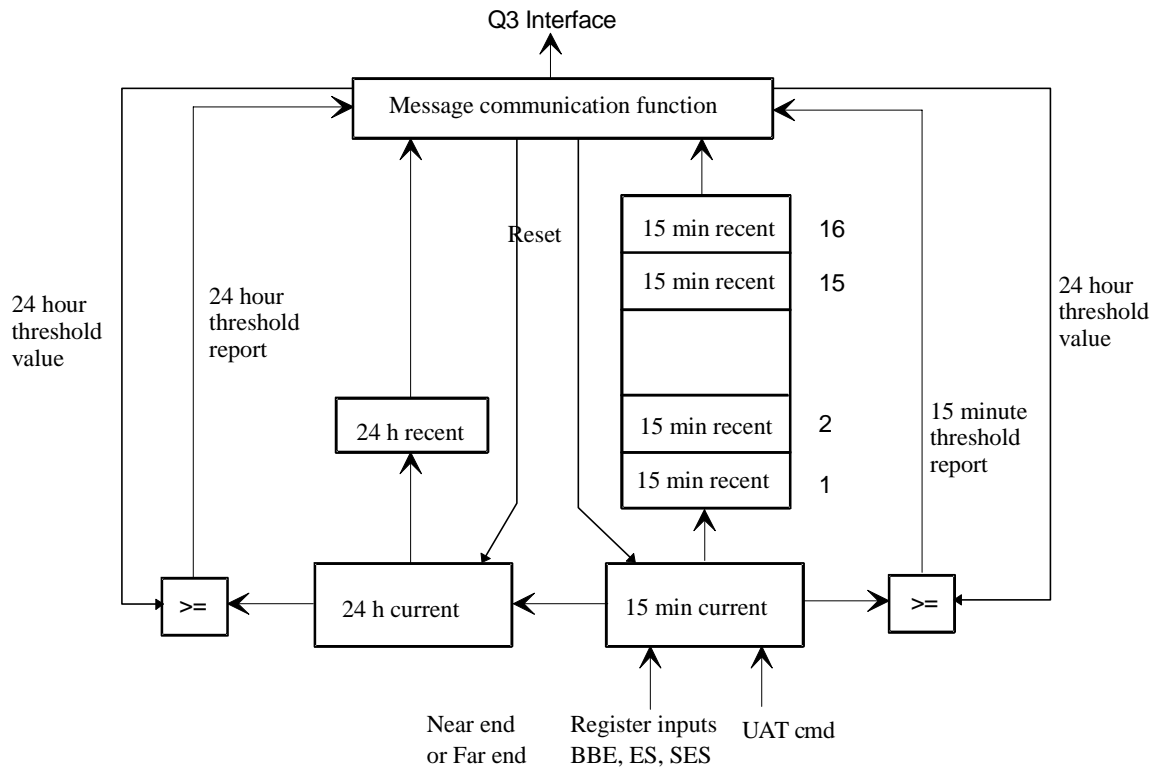 Q3 Interface
Message communication function
Reset
15 min recent 16
15 min recent 15
24 hour
threshold
value
24 hour
threshold
report
24 hour
threshold
value
24 h recent
15 min recent 2
15 min recent 1
15 minute
threshold
report
>=
24 h current
15 min current
>=
Near end
or Far end
Register inputs
BBE, ES, SES
UAT cmd